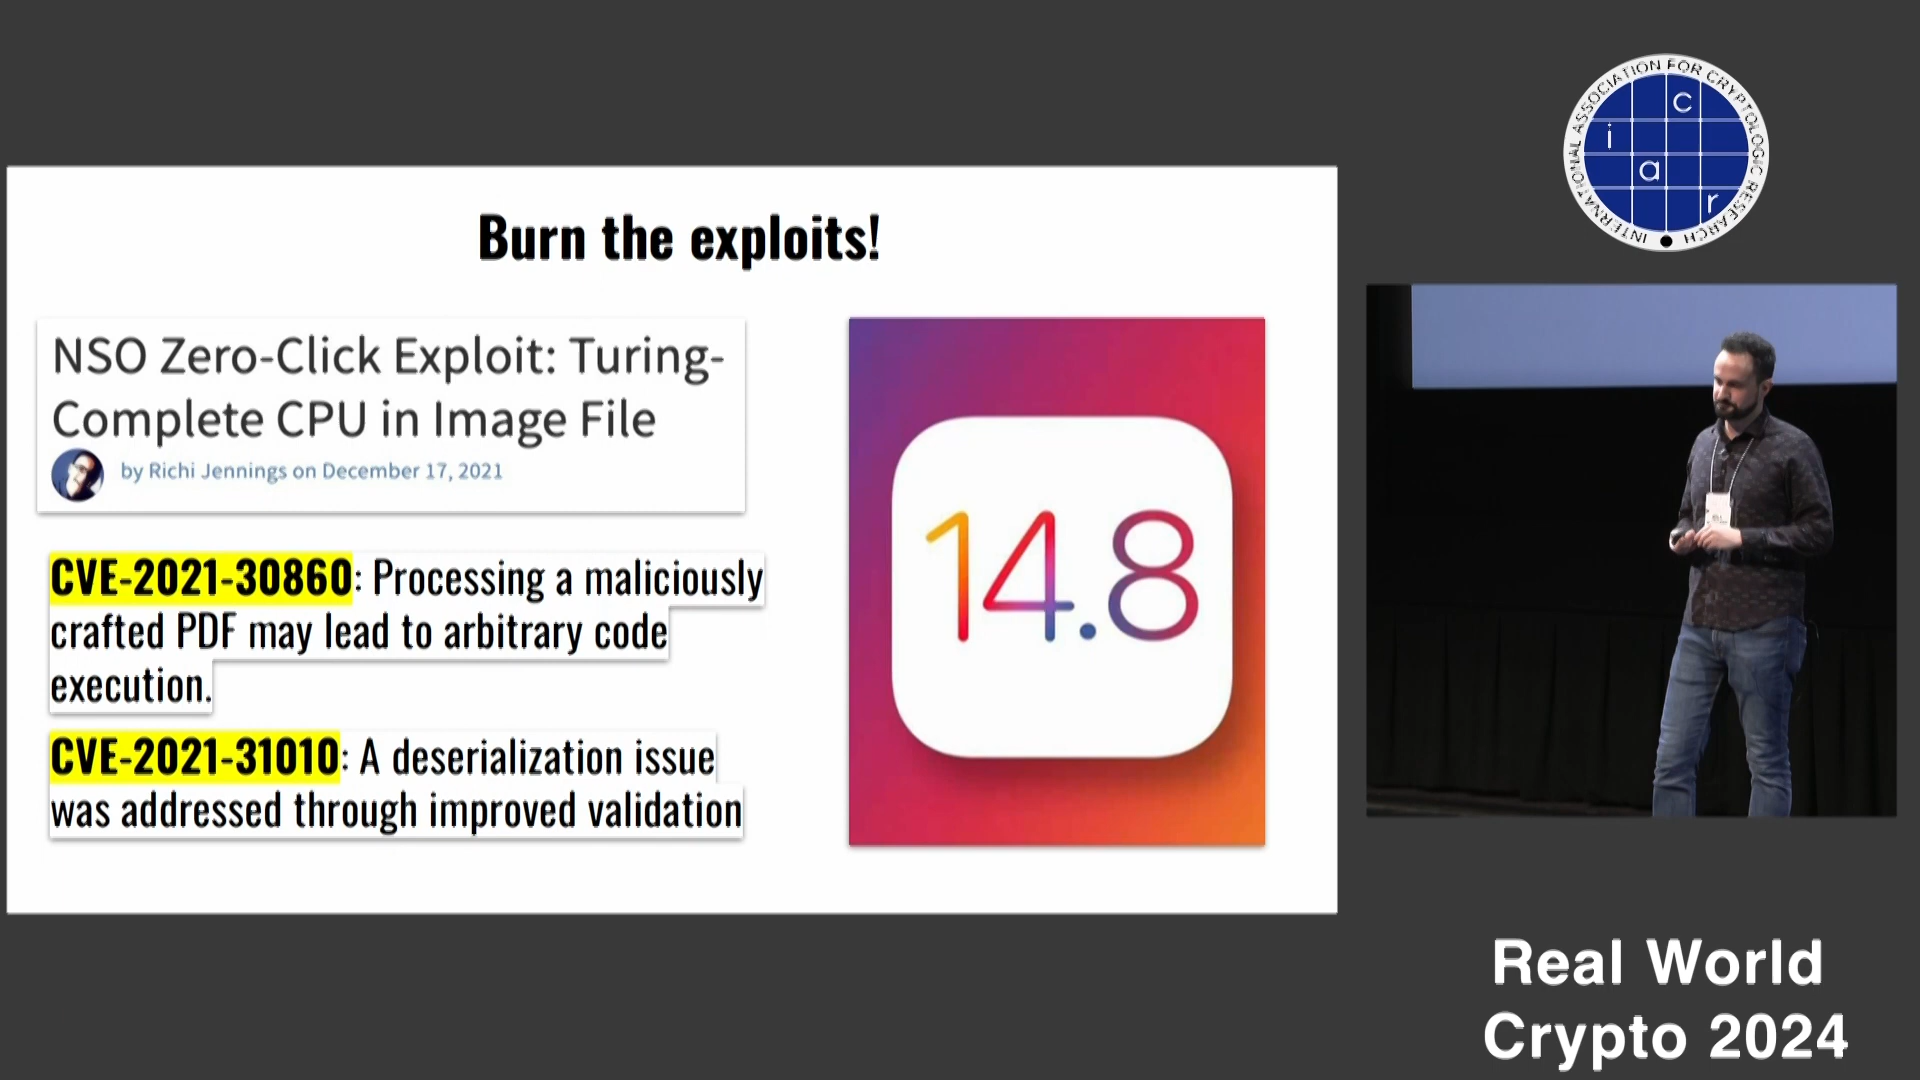 Burn the exploits!
NSO Zero-Click Exploit: Turing-
Complete CPU in Image File
by Richi Jennings on December 17, 2021
CVE-2021-30860: Processing a maliciously
crafted PDF may lead to arbitrary code
execution.
CVE-2021-31010: A deserialization issue
was addressed through improved validation
14.8
INTERNATIONAL ASSOCIATION FOR CRYPTOLOGIC RESEARCH
i a c r
Real World
Crypto 2024